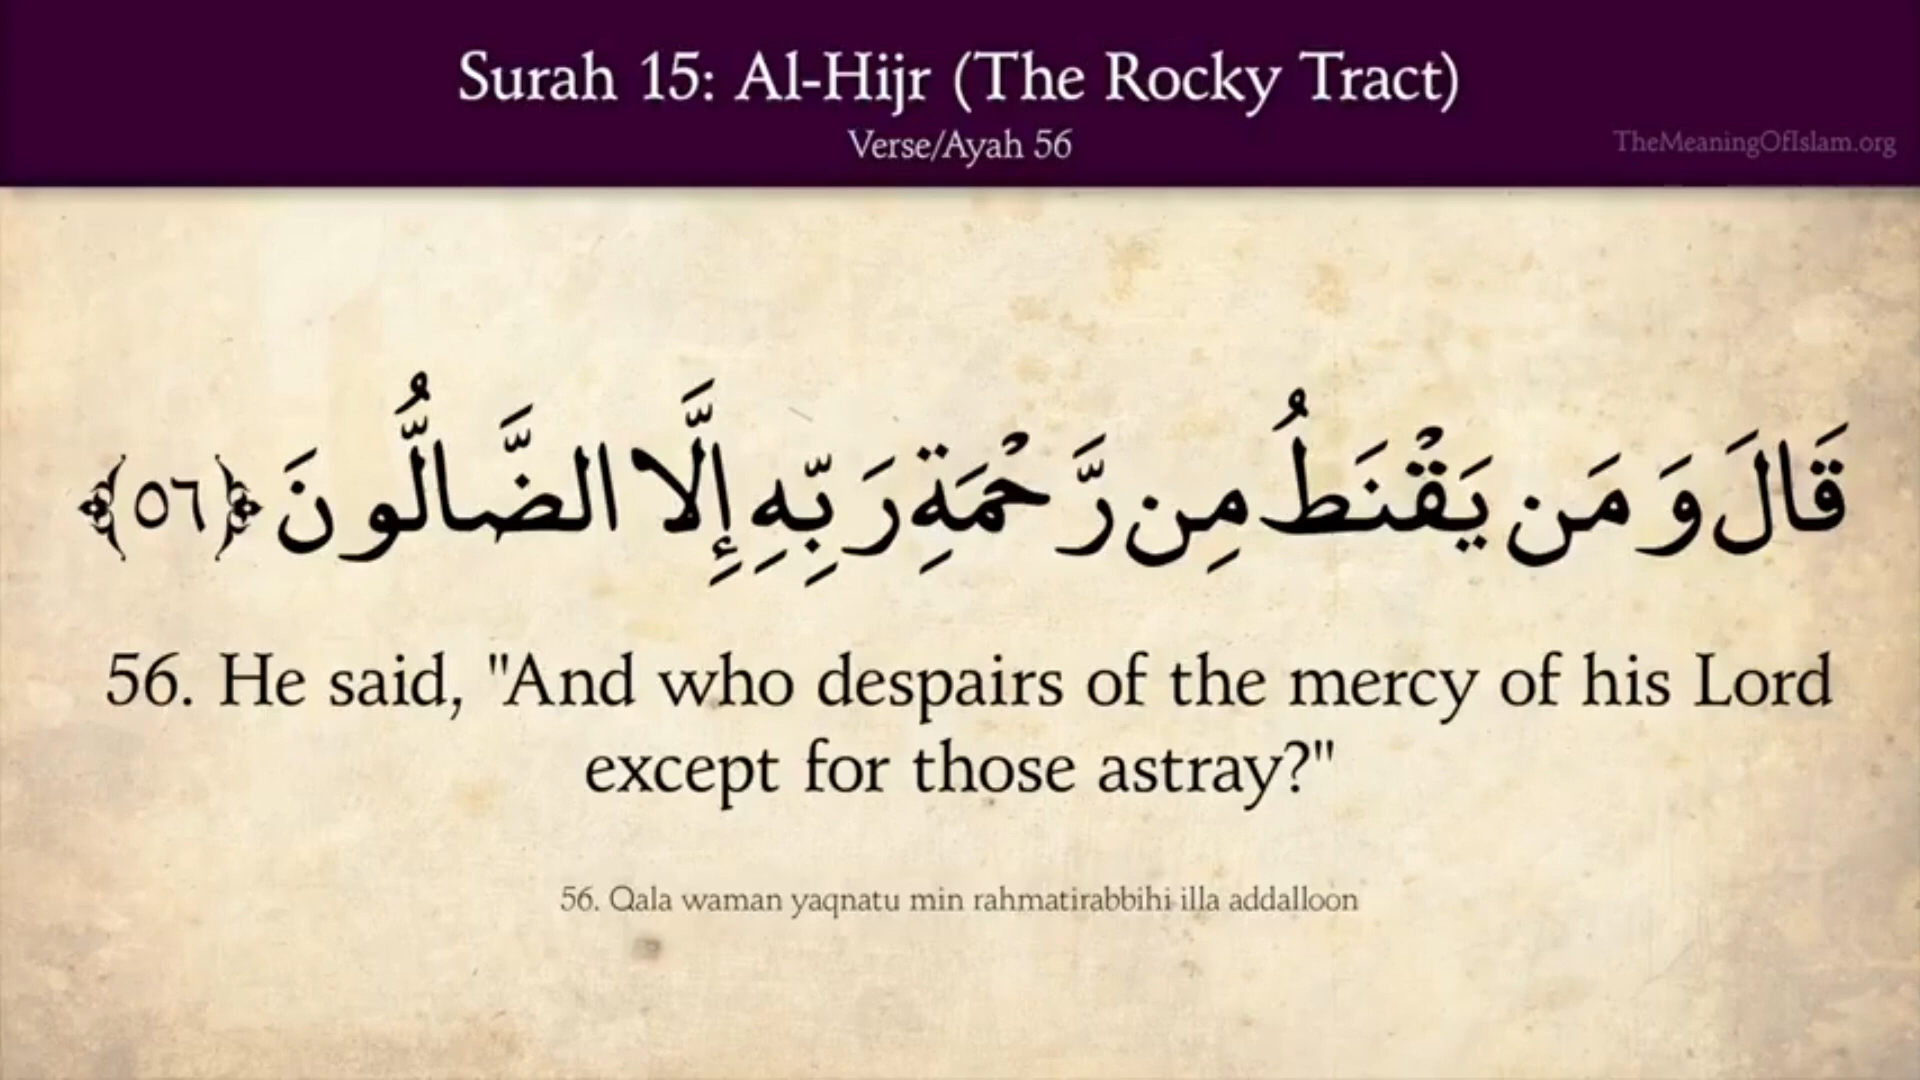 Surah 15: Al-Hijr (The Rocky Tract)
Verse/Ayah 56
TheMeaningOfIslam.org
قَالَ وَمَن يَقْنَطُ مِن رَّحْمَةِ رَبِّهِ إِلَّا الضَّالُّونَ ﴿٥٦﴾
56. He said, "And who despairs of the mercy of his Lord
except for those astray?"
56. Qala waman yaqnatu min rahmatirabbihi illa addalloon